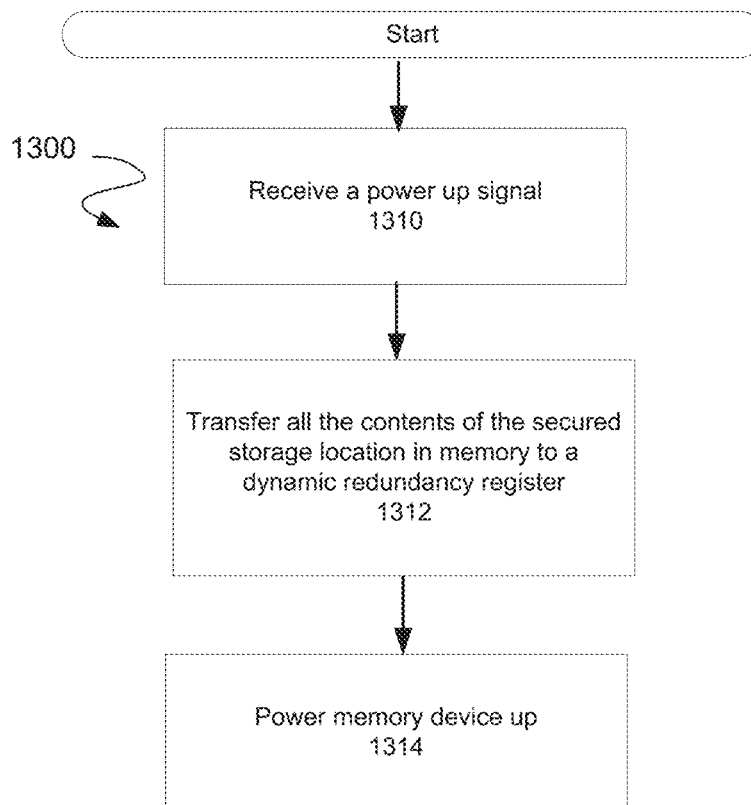 Start
1300
Receive a power up signal
1310
Transfer all the contents of the secured
storage location in memory to a
dynamic redundancy register
1312
Power memory device up
1314